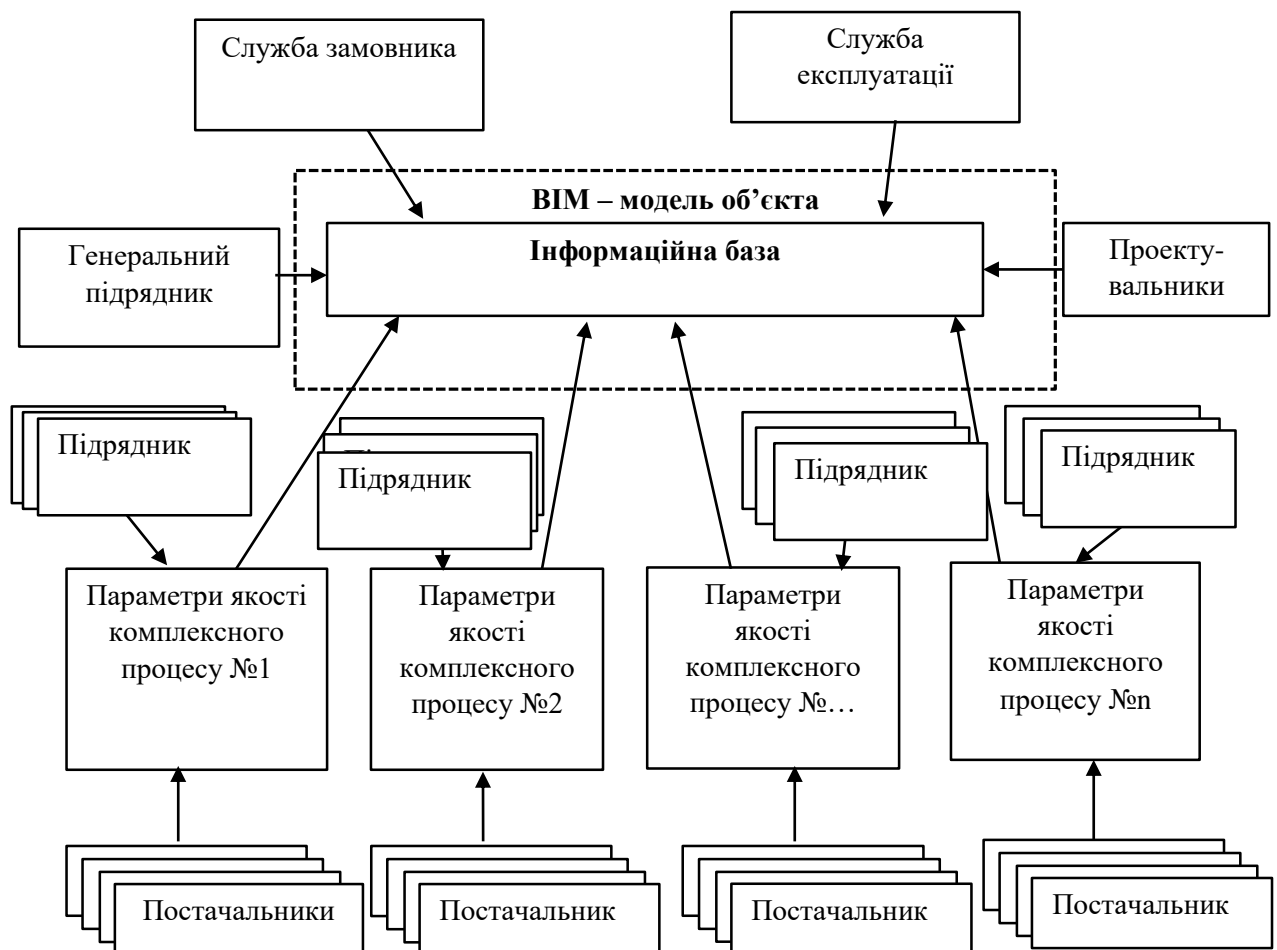 Служба замовника
Служба
експлуатації
ВІМ – модель об’єкта
Інформаційна база
Генеральний
підрядник
Проекту-
вальники
Підрядник
Підрядник
Підрядник
Підрядник
Параметри якості
комплексного
процесу №1
Параметри
якості
комплексного
процесу №2
Параметри
якості
комплексного
процесу №…
Параметри
якості
комплексного
процесу №n
Постачальники
Постачальник
Постачальник
Постачальник